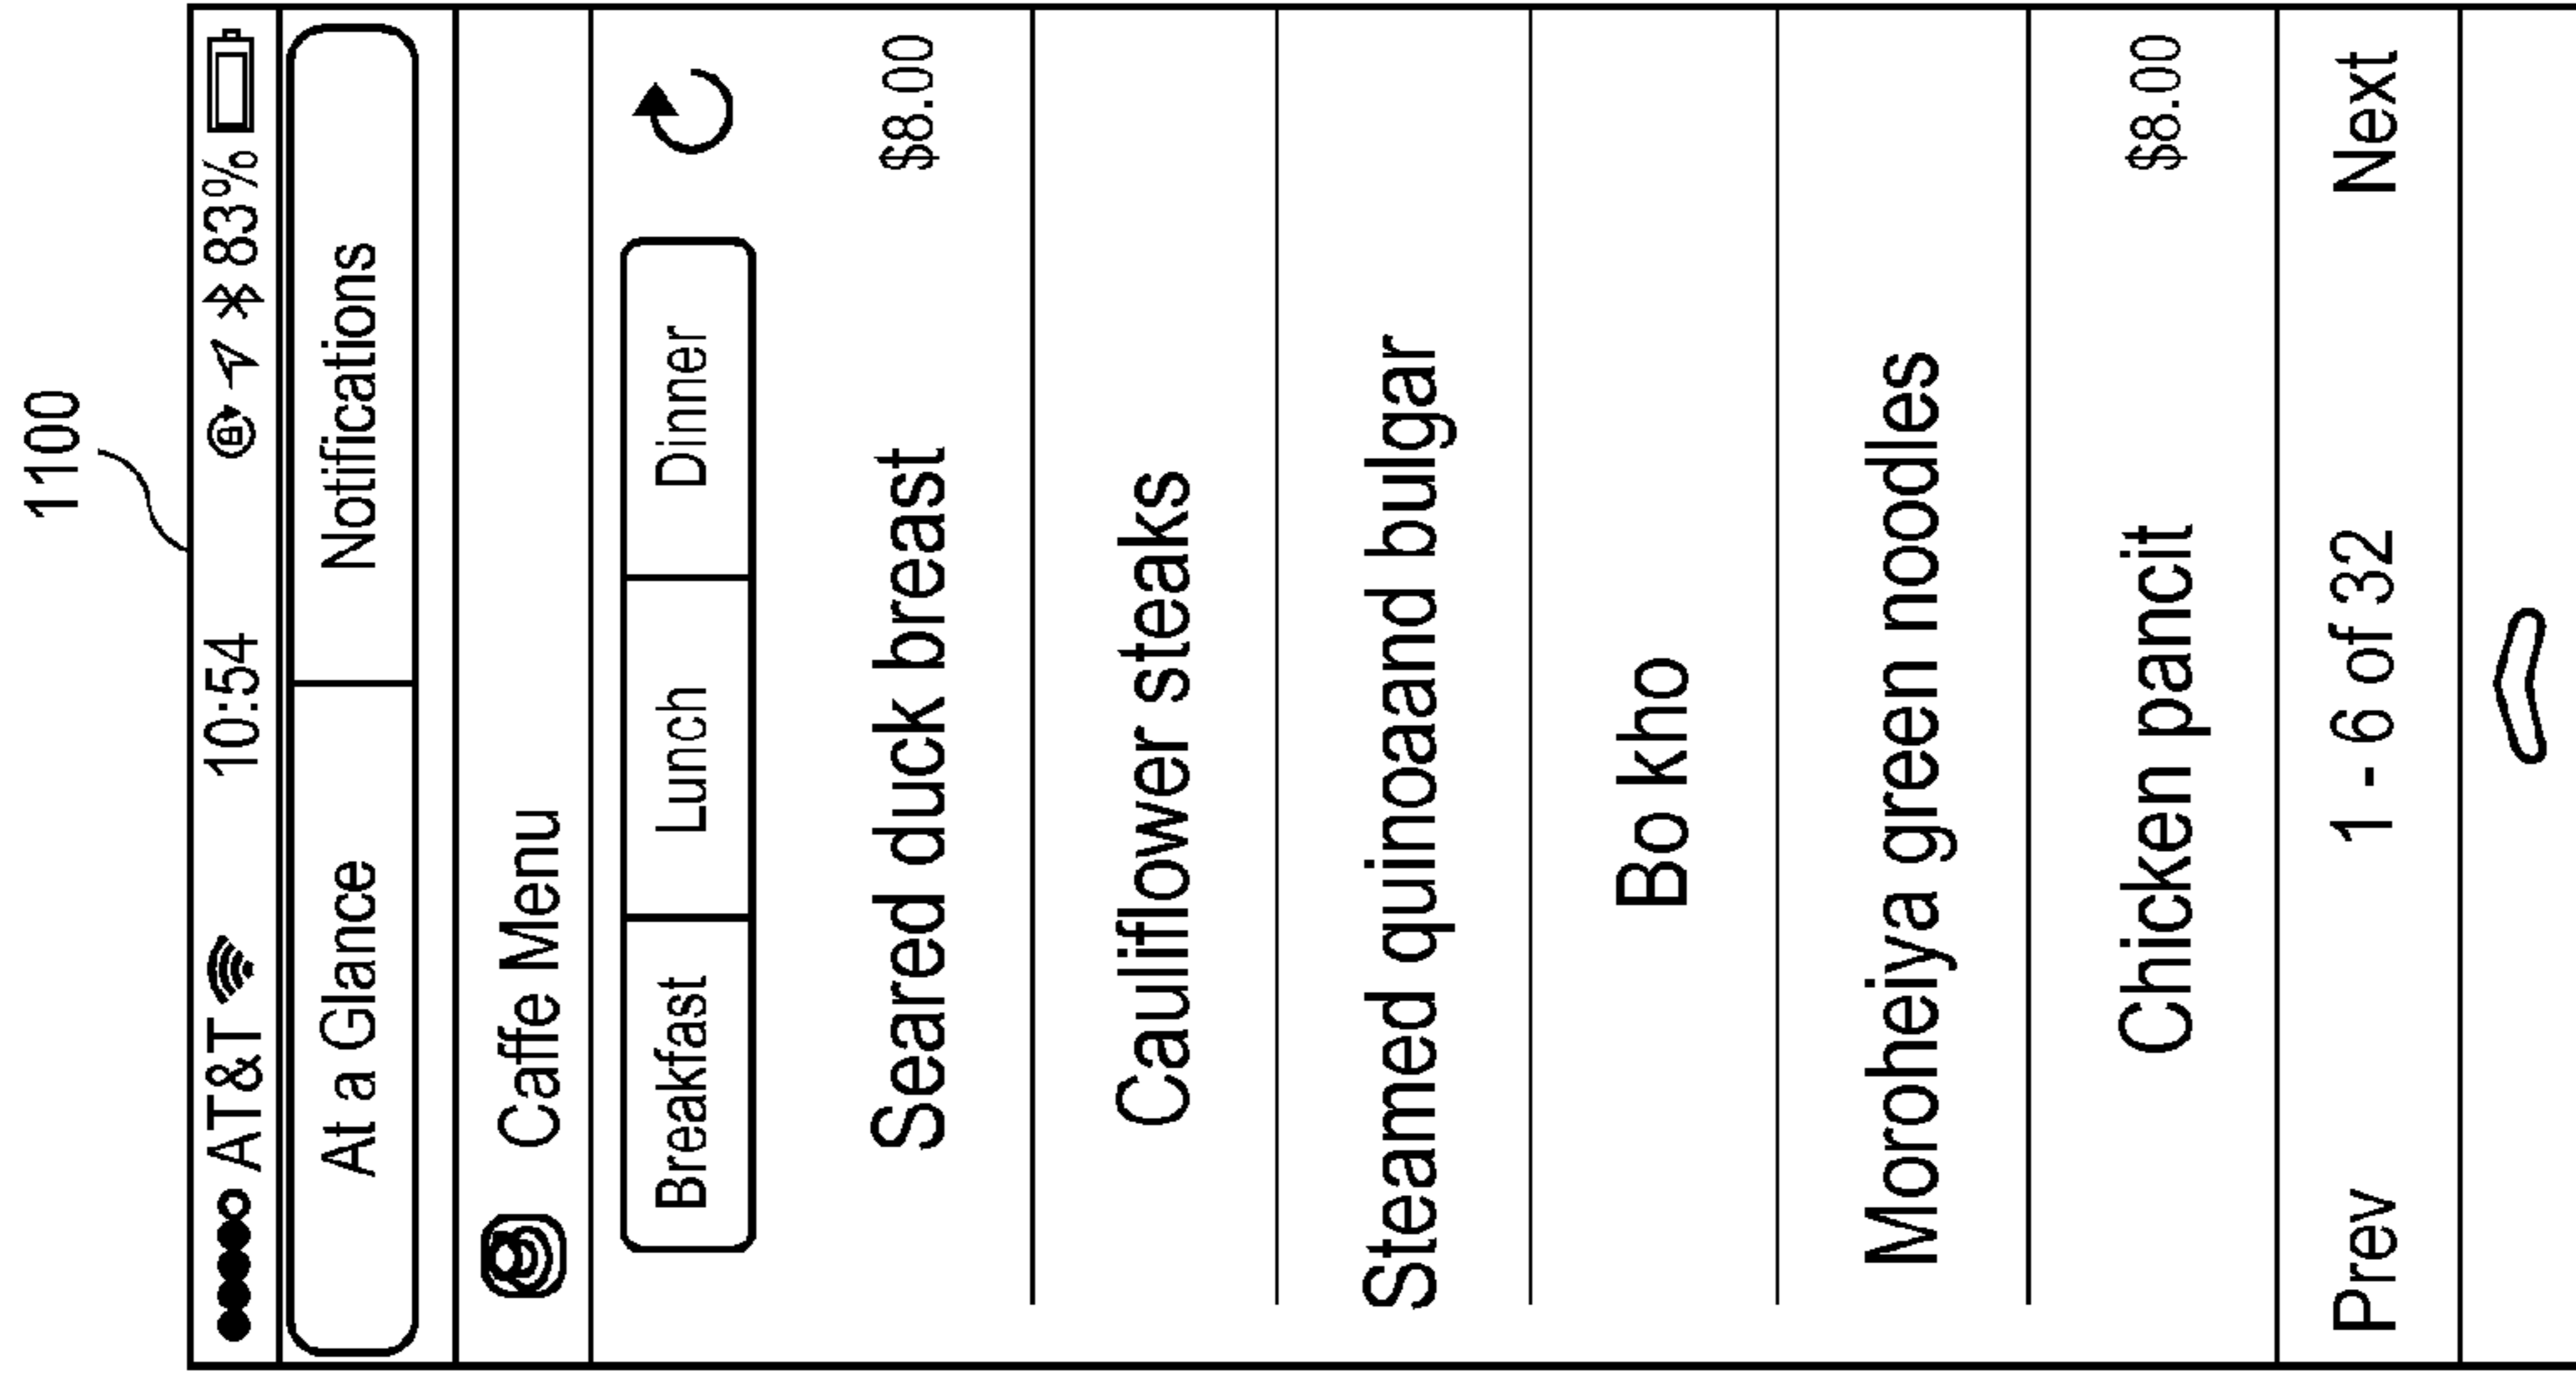 1100
AT&T 10:54 83%
At a Glance Notifications
Caffe Menu
Breakfast Lunch Dinner
Seared duck breast $8.00
Cauliflower steaks
Steamed quinoaand bulgar
Bo kho
Moroheiya green noodles
Chicken pancit $8.00
Prev 1 - 6 of 32 Next